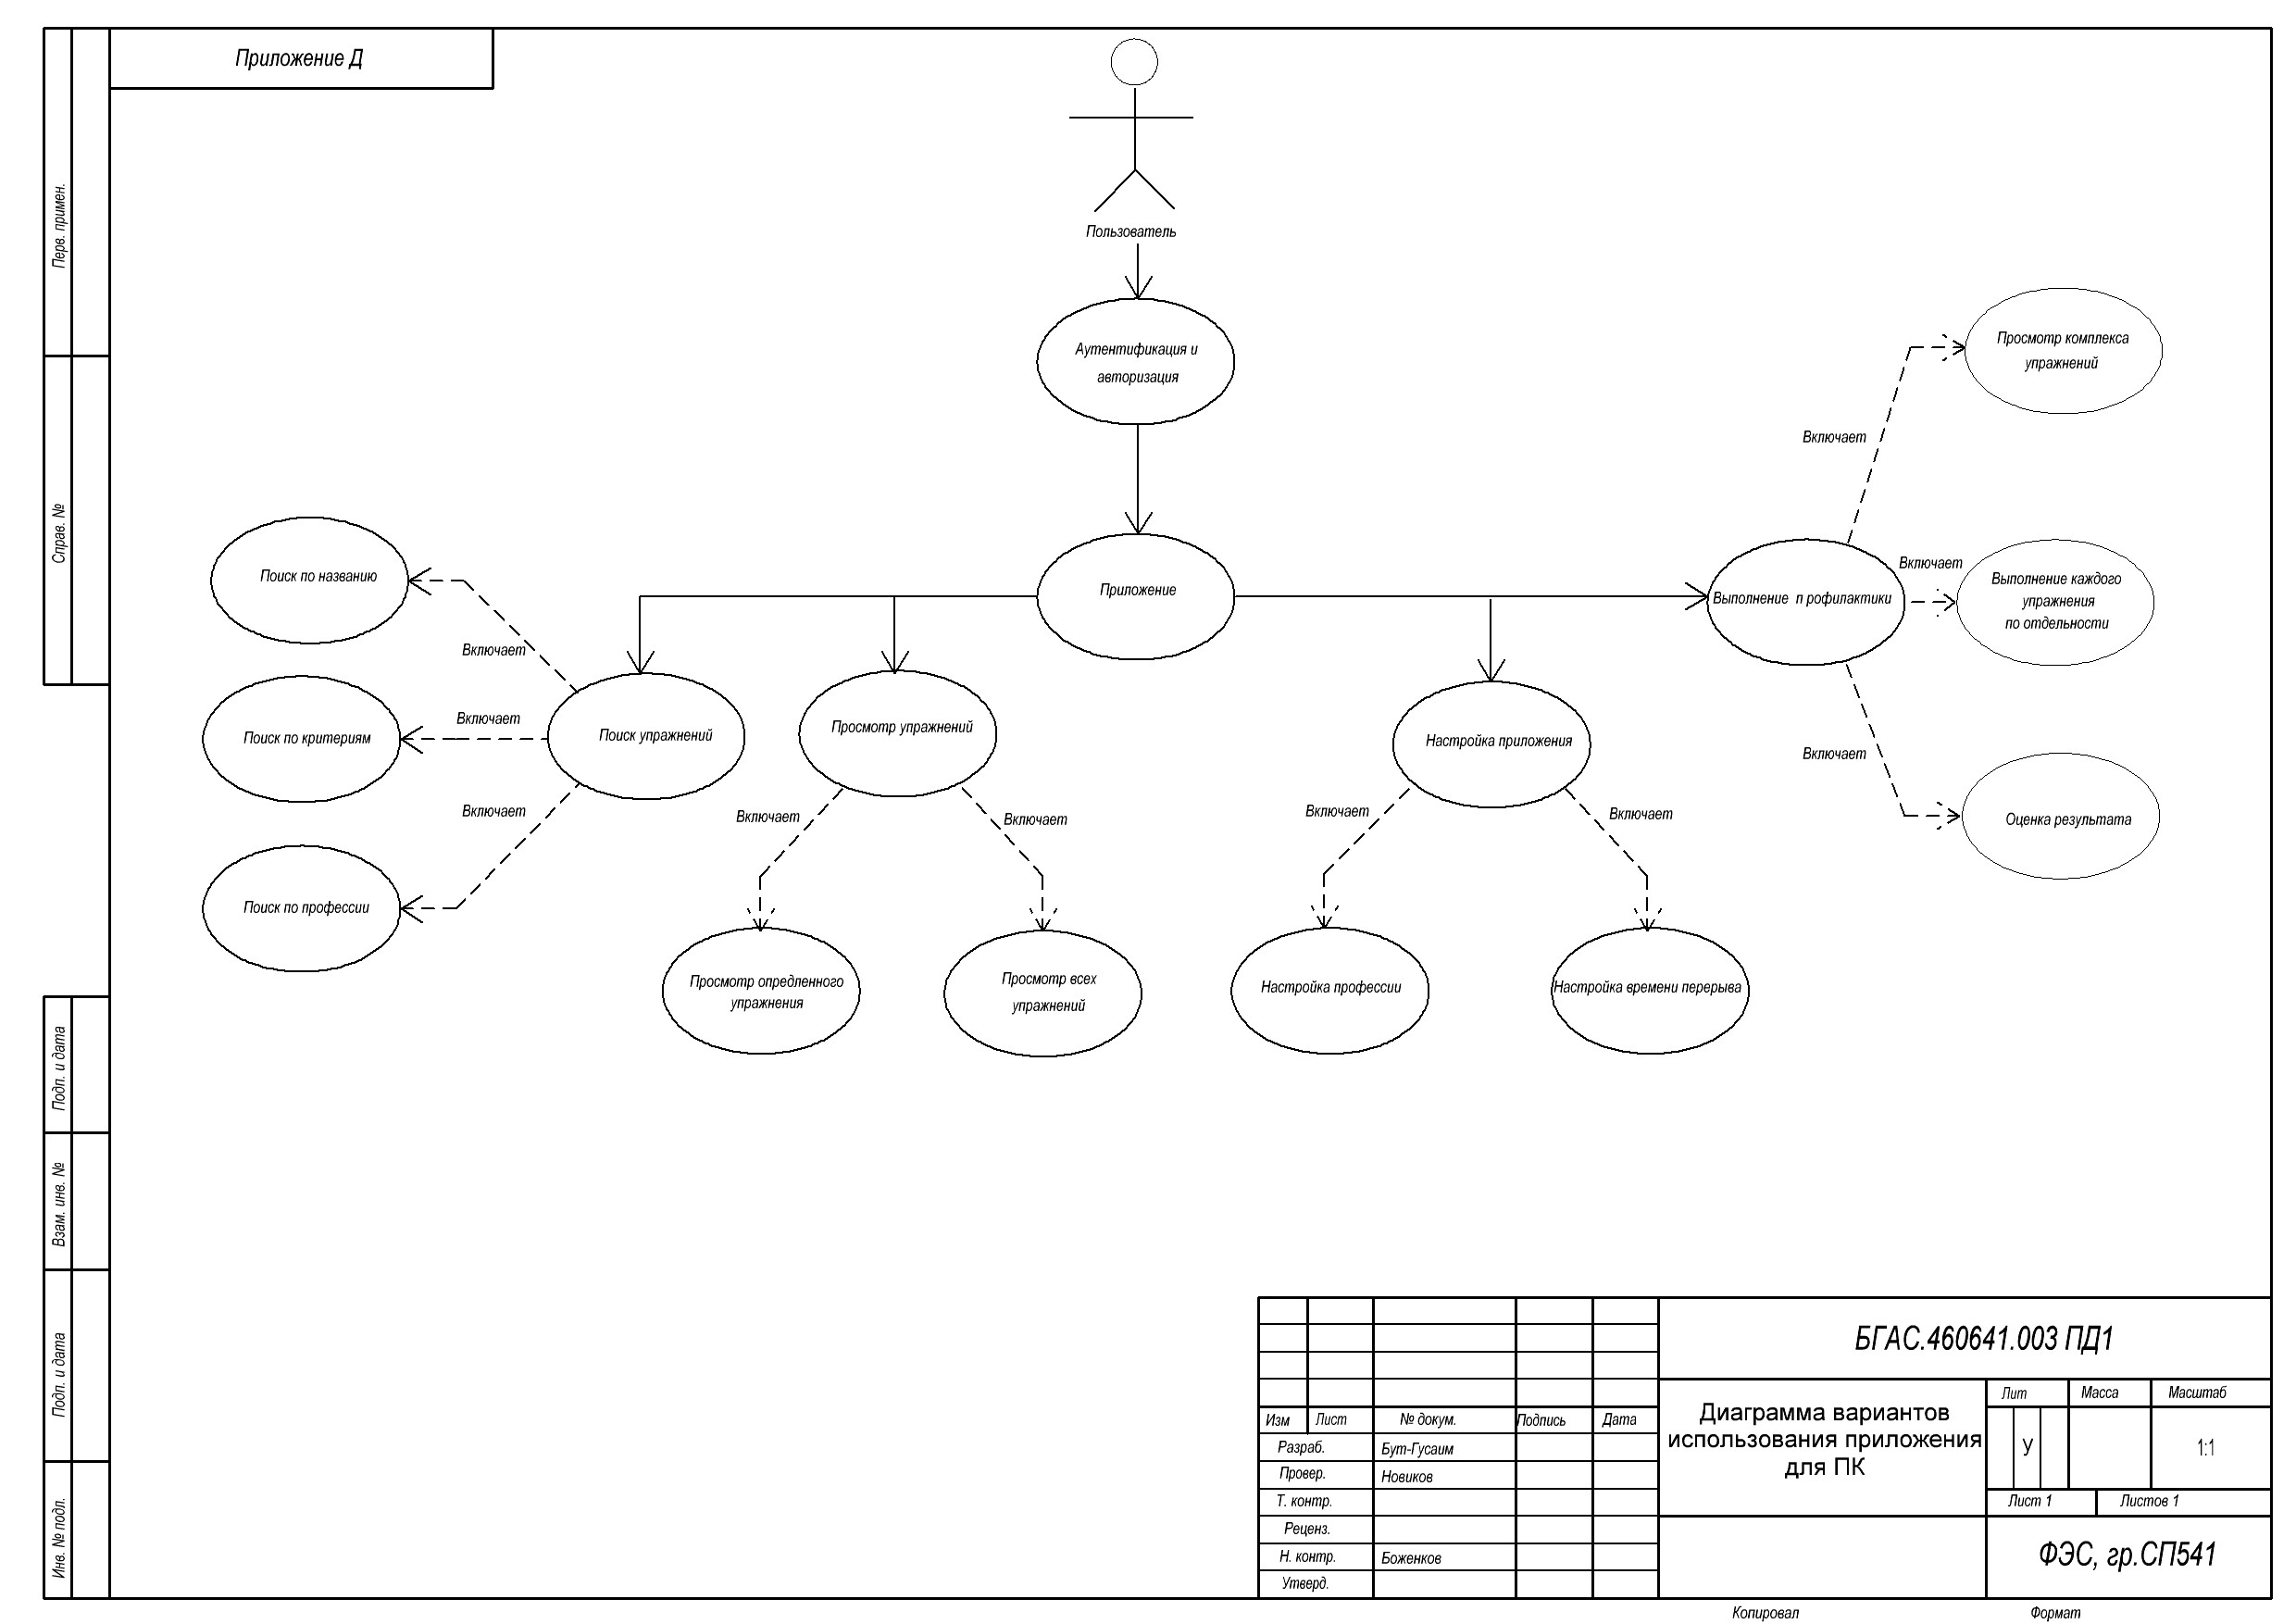 Приложение Д
Перв. примен.
Справ. №
Подп. и дата
Взам. инв. №
Подп. и дата
Инв. № подл.
Пользователь
Аутентификация и
авторизация
Приложение
Поиск по названию
Поиск по критериям
Поиск по профессии
Включает
Включает
Включает
Поиск упражнений
Просмотр упражнений
Включает
Включает
Просмотр опредленного
упражнения
Просмотр всех
упражнений
Настройка приложения
Включает
Включает
Настройка профессии
Настройка времени перерыва
Выполнение п рофилактики
Включает
Включает
Включает
Просмотр комплекса
упражнений
Выполнение каждого
упражнения
по отдельности
Оценка результата
БГАС.460641.003 ПД1
Изм Лист № докум. Подпись Дата
Разраб. Бут-Гусаим
Провер. Новиков
Т. контр.
Реценз.
Н. контр. Боженков
Утверд.
Диаграмма вариантов
использования приложения
для ПК
Лит Масса Масштаб
У 1:1
Лист 1 Листов 1
ФЭС, гр.СП541
Копировал Формат